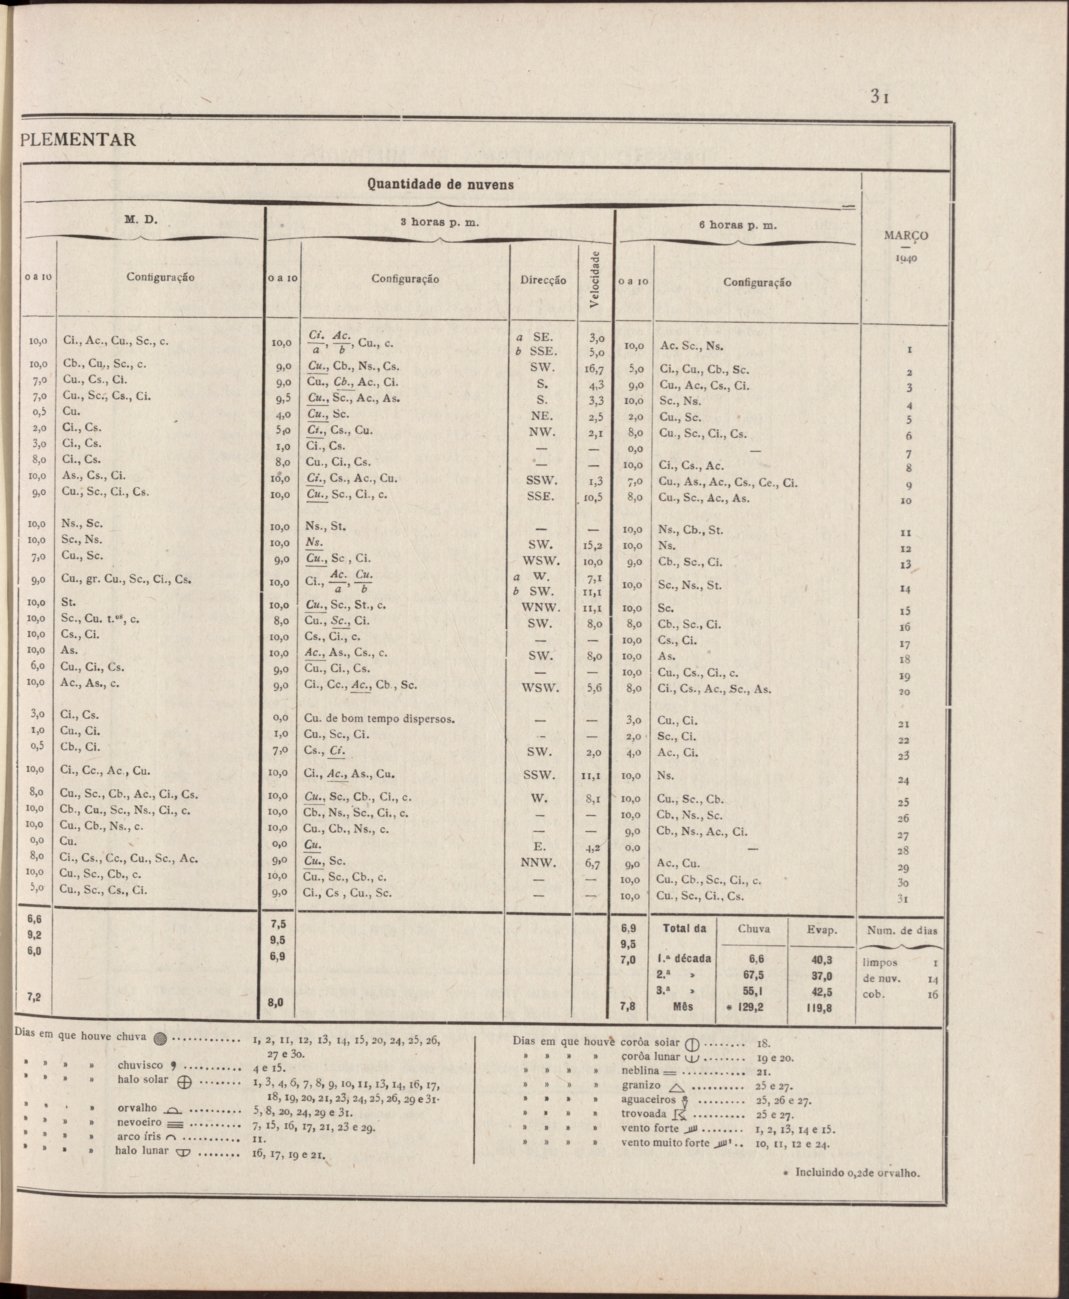 31
PLEMENTAR
Quantidade de nuvens
M. D. 3 horas p. m. 6 horas p. m. MARÇO
1940
0 a 10 Configuração 0 a 10 Configuração Direcção Velocidade 0 a 10 Configuração
10,0 Ci., Ac., Cu., Sc., c. 10,0 Ci./a, Ac./b, Cu., c. a SE. b SSE. 3,0 5,0 10,0 Ac. Sc., Ns. 1
10,0 Cb., Cu,, Sc., c. 9,0 Cu., Cb., Ns., Cs. SW. 16,7 5,0 Ci., Cu., Cb., Sc. 2
7,0 Cu., Cs., Ci. 9,0 Cu., Cb., Ac., Ci. S. 4,3 9,0 Cu., Ac., Cs., Ci. 3
7,0 Cu., Sc., Cs., Ci. 9,5 Cu., Sc., Ac., As. S. 3,3 10,0 Sc., Ns. 4
0,5 Cu. 4,0 Cu., Sc. NE. 2,5 2,0 Cu., Sc. 5
2,0 Ci., Cs. 5,0 Ci., Cs., Cu. NW. 2,1 8,0 Cu., Sc., Ci., Cs. 6
3,0 Ci., Cs. 1,0 Ci., Cs. — — 0,0 — 7
8,0 Ci., Cs. 8,0 Cu., Ci., Cs. — — 10,0 Ci., Cs., Ac. 8
10,0 As., Cs., Ci. 10,0 Ci., Cs., Ac., Cu. SSW. 1,3 7,0 Cu., As., Ac., Cs., Cc., Ci. 9
9,0 Cu., Sc., Ci., Cs. 10,0 Cu., Sc., Ci., c. SSE. 10,5 8,0 Cu., Sc., Ac., As. 10
10,0 Ns., Sc. 10,0 Ns., St. — — 10,0 Ns., Cb., St. 11
10,0 Sc., Ns. 10,0 Ns. SW. 15,2 10,0 Ns. 12
7,0 Cu., Sc. 9,0 Cu., Sc , Ci. WSW. 10,0 9,0 Cb., Sc., Ci. 13
9,0 Cu., gr. Cu., Sc., Ci., Cs. 10,0 Ci., Ac./a, Cu./b a W. b SW. 7,1 11,1 10,0 Sc., Ns., St. 14
10,0 St. 10,0 Cu., Sc., St., c. WNW. 11,1 10,0 Sc. 15
10,0 Sc., Cu. t.os, c. 8,0 Cu., Sc., Ci. SW. 8,0 8,0 Cb., Sc., Ci. 16
10,0 Cs., Ci. 10,0 Cs., Ci., c. — — 10,0 Cs., Ci. 17
10,0 As. 10,0 Ac., As., Cs., c. SW. 8,0 10,0 As. 18
6,0 Cu., Ci., Cs. 9,0 Cu., Ci., Cs. — — 10,0 Cu., Cs., Ci., c. 19
10,0 Ac., As., c. 9,0 Ci., Cc., Ac., Cb , Sc. WSW. 5,6 8,0 Ci., Cs., Ac., Sc., As. 20
3,0 Ci., Cs. 0,0 Cu. de bom tempo dispersos. — — 3,0 Cu., Ci. 21
1,0 Cu., Ci. 1,0 Cu., Sc., Ci. — — 2,0 Sc., Ci. 22
0,5 Cb., Ci. 7,0 Cs., Ci. SW. 2,0 4,0 Ac., Ci. 23
10,0 Ci., Cc., Ac , Cu. 10,0 Ci., Ac., As., Cu. SSW. 11,1 10,0 Ns. 24
8,0 Cu., Sc., Cb., Ac., Ci., Cs. 10,0 Cu., Sc., Cb., Ci., c. W. 8,1 10,0 Cu., Sc., Cb. 25
10,0 Cb., Cu., Sc., Ns., Ci., c. 10,0 Cb., Ns., Sc., Ci., c. — — 10,0 Cb., Ns., Sc. 26
10,0 Cu., Cb., Ns., c. 10,0 Cu., Cb., Ns., c. — — 9,0 Cb., Ns., Ac., Ci. 27
0,0 Cu. 0,0 Cu. E. 4,2 0,0 — 28
8,0 Ci., Cs., Cc., Cu., Sc., Ac. 9,0 Cu., Sc. NNW. 6,7 9,0 Ac., Cu. 29
10,0 Cu., Sc., Cb., c. 10,0 Cu., Sc., Cb., c. — — 10,0 Cu., Cb., Sc., Ci., c. 30
5,0 Cu., Sc., Cs., Ci. 9,0 Ci., Cs , Cu., Sc. — — 10,0 Cu., Sc., Ci., Cs. 31
6,6 7,5 6,9 Total da Chuva Evap. Num. de dias
9,2 9,5 9,5
6,0 6,9 7,0 1.ª década 6,6 40,3 limpos 1
2.ª » 67,5 37,0 de nuv. 14
3.ª » 55,1 42,5 cob. 16
7,2 8,0 7,8 Mês * 129,2 119,8
Dias em que houve chuva ............ 1, 2, 11, 12, 13, 14, 15, 20, 24, 25, 26,
27 e 30.
» » » » chuvisco .......... 4 e 15.
» » » » halo solar ........ 1, 3, 4, 6, 7, 8, 9, 10, 11, 13, 14, 16, 17,
18, 19, 20, 21, 23, 24, 25, 26, 29 e 31.
» » » » orvalho .......... 5, 8, 20, 24, 29 e 31.
» » » » nevoeiro .......... 7, 15, 16, 17, 21, 23 e 29.
» » » » arco íris ........... 11.
» » » » halo lunar ........ 16, 17, 19 e 21.
Dias em que houve corôa solar ........ 18.
» » » » corôa lunar ........ 19 e 20.
» » » » neblina ........... 21.
» » » » granizo .......... 25 e 27.
» » » » aguaceiros ......... 25, 26 e 27.
» » » » trovoada .......... 25 e 27.
» » » » vento forte ........ 1, 2, 13, 14 e 15.
» » » » vento muito forte .. 10, 11, 12 e 24.
* Incluindo 0,2de orvalho.